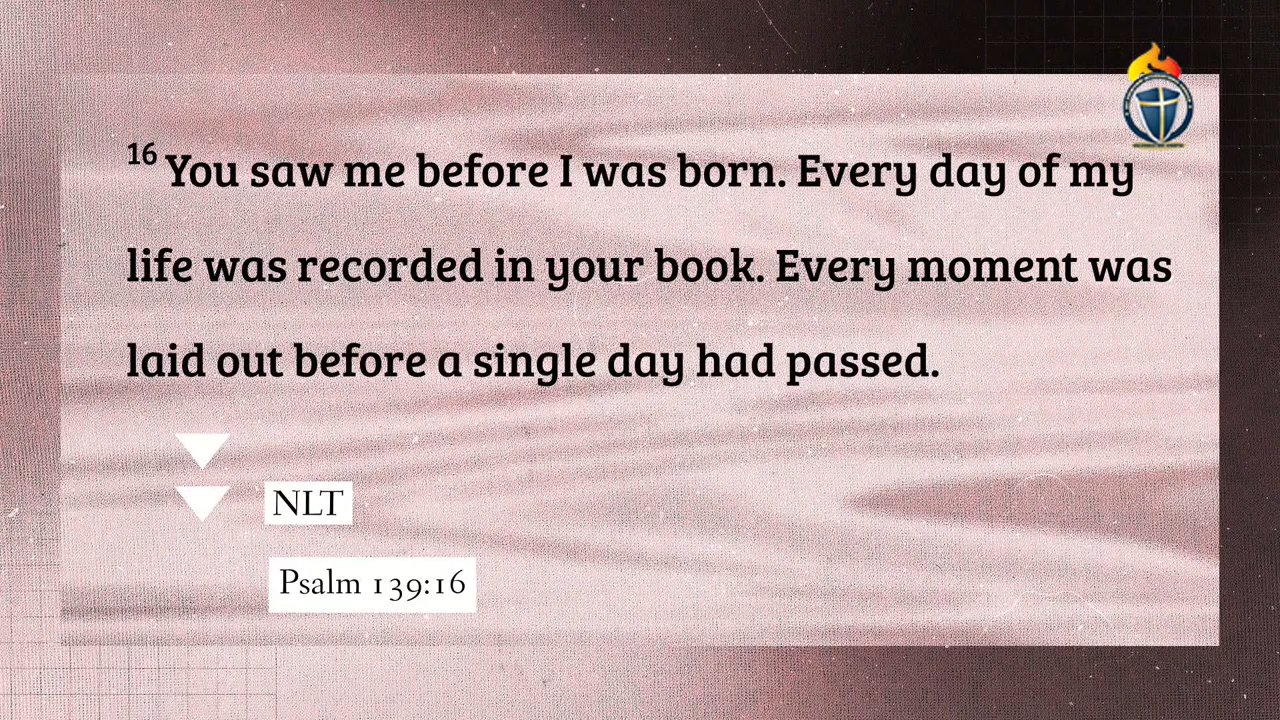 16 You saw me before I was born. Every day of my
life was recorded in your book. Every moment was
laid out before a single day had passed.
NLT
Psalm 139:16